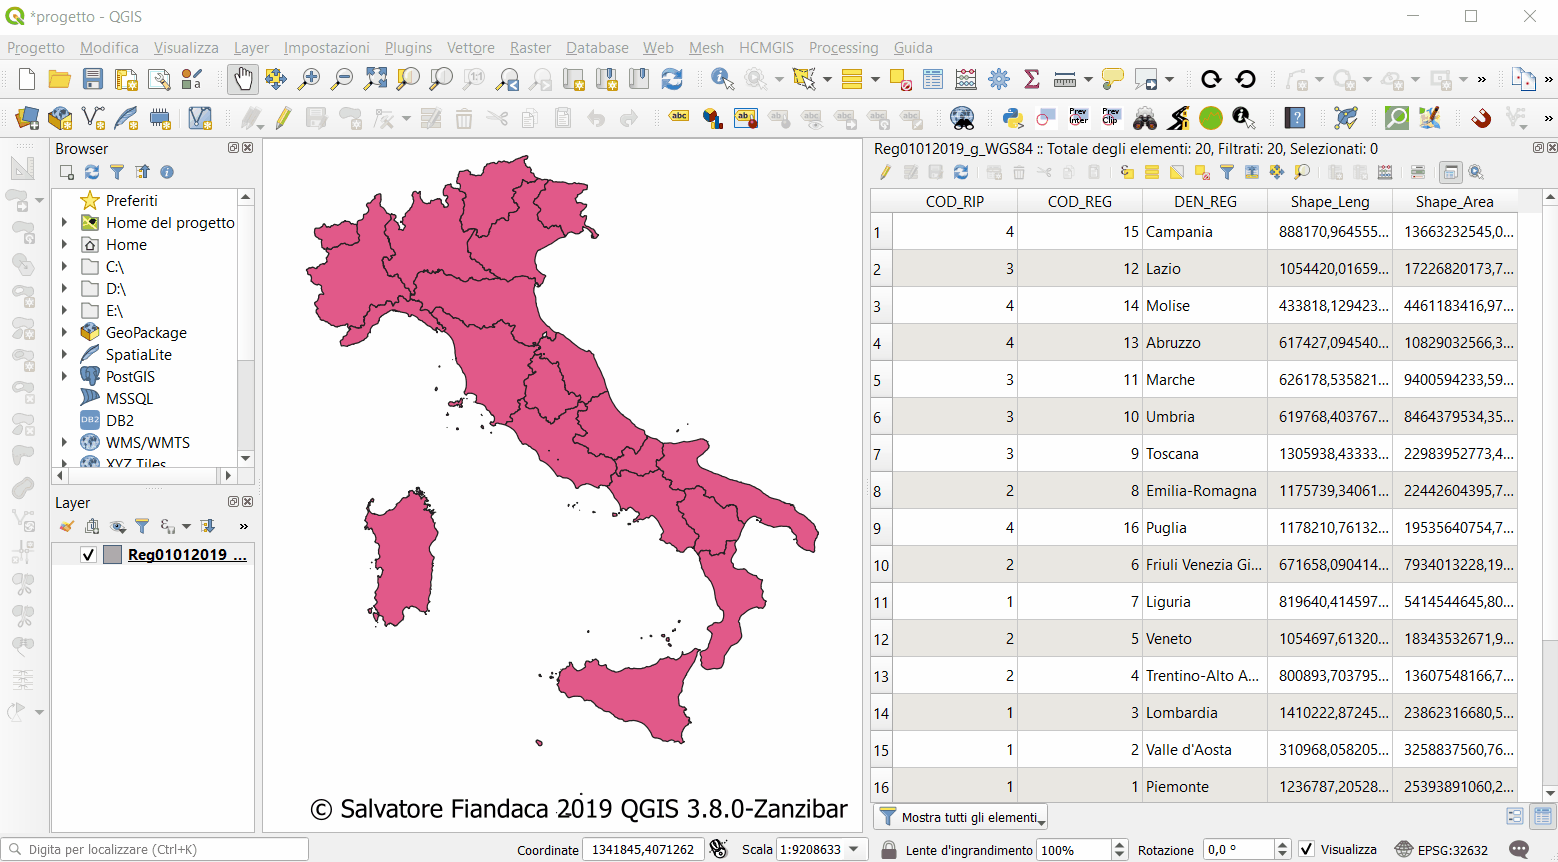 *progetto - QGIS
Progetto Modifica Visualizza Layer Impostazioni Plugins Vettore Raster Database Web Mesh HCMGIS Processing Guida
Browser
Preferiti
Home del progetto
Home
C:\
D:\
E:\
GeoPackage
SpatiaLite
PostGIS
MSSQL
DB2
WMS/WMTS
XYZ Tiles
Layer
Reg01012019 ...
© Salvatore Fiandaca 2019 QGIS 3.8.0-Zanzibar
Reg01012019_g_WGS84 :: Totale degli elementi: 20, Filtrati: 20, Selezionati: 0
COD_RIP COD_REG DEN_REG Shape_Leng Shape_Area
1 4 15 Campania 888170,964555... 13663232545,0...
2 3 12 Lazio 1054420,01659... 17226820173,7...
3 4 14 Molise 433818,129423... 4461183416,97...
4 4 13 Abruzzo 617427,094540... 10829032566,3...
5 3 11 Marche 626178,535821... 9400594233,59...
6 3 10 Umbria 619768,403767... 8464379534,35...
7 3 9 Toscana 1305938,43333... 22983952773,4...
8 2 8 Emilia-Romagna 1175739,34061... 22442604395,7...
9 4 16 Puglia 1178210,76132... 19535640754,7...
10 2 6 Friuli Venezia Gi... 671658,090414... 7934013228,19...
11 1 7 Liguria 819640,414597... 5414544645,80...
12 2 5 Veneto 1054697,61320... 18343532671,9...
13 2 4 Trentino-Alto A... 800893,703795... 13607548166,7...
14 1 3 Lombardia 1410222,87245... 23862316680,5...
15 1 2 Valle d'Aosta 310968,058205... 3258837560,76...
16 1 1 Piemonte 1236787,20528... 25393891060,2...
Mostra tutti gli elementi
Digita per localizzare (Ctrl+K) Coordinate 1341845,4071262 Scala 1:9208633 Lente d'ingrandimento 100% Rotazione 0,0 ° Visualizza EPSG:32632